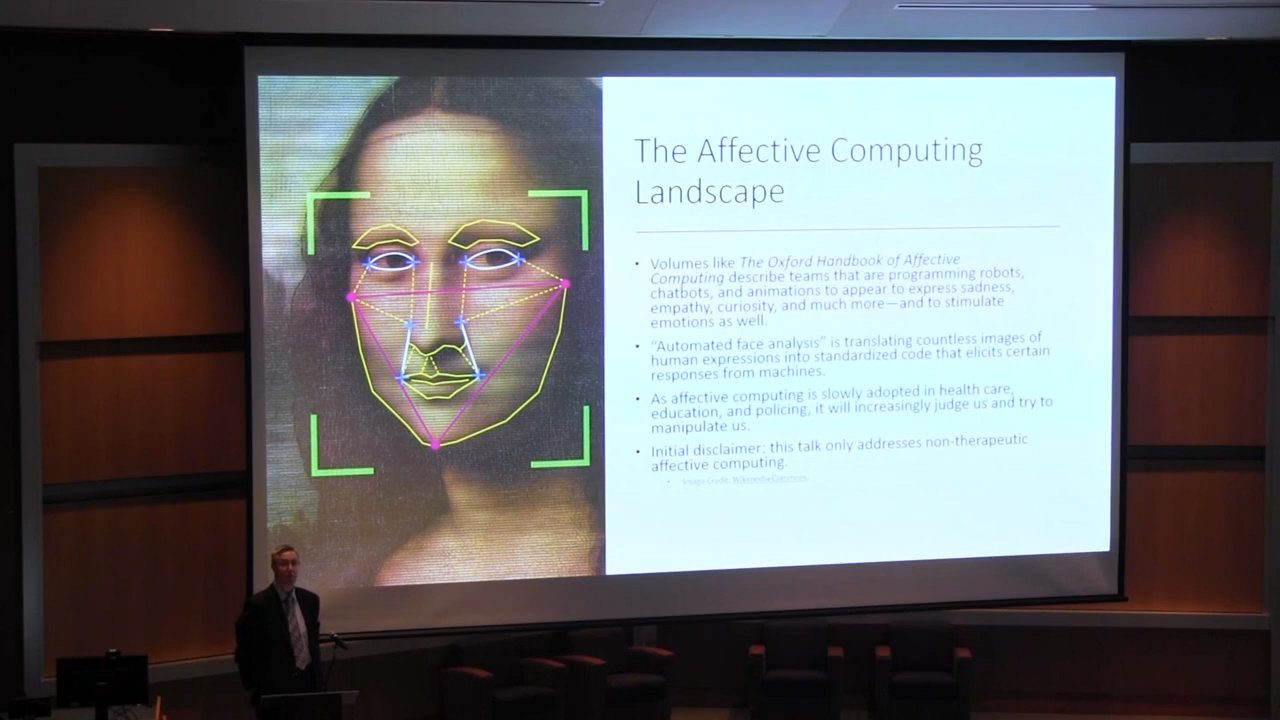 The Affective Computing
Landscape
• Volumes like The Oxford Handbook of Affective
Computing describe teams that are programming robots,
chatbots, and animations to appear to express sadness,
empathy, curiosity, and much more—and to stimulate
emotions as well.
• “Automated face analysis” is translating countless images of
human expressions into standardized code that elicits certain
responses from machines.
• As affective computing is slowly adopted in health care,
education, and policing, it will increasingly judge us and try to
manipulate us.
• Initial disclaimer: this talk only addresses non-therapeutic
affective computing.
• Image Credit: Wikimedia Commons